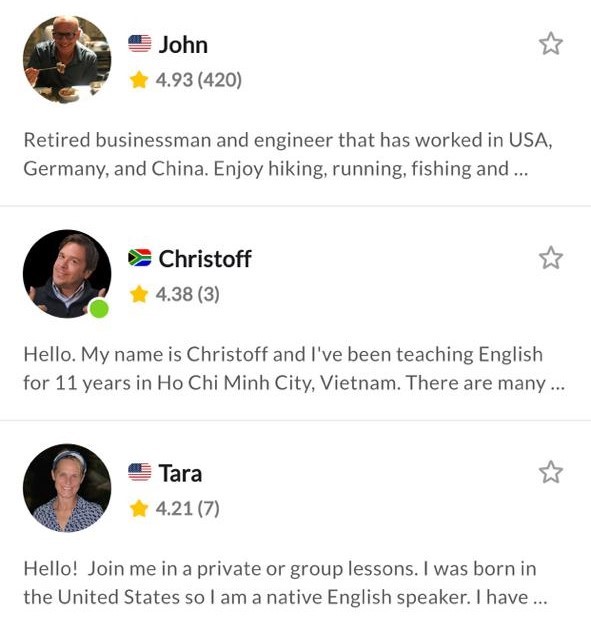 John
4.93 (420)
Retired businessman and engineer that has worked in USA,
Germany, and China. Enjoy hiking, running, fishing and ...
Christoff
4.38 (3)
Hello. My name is Christoff and I've been teaching English
for 11 years in Ho Chi Minh City, Vietnam. There are many ...
Tara
4.21 (7)
Hello!  Join me in a private or group lessons. I was born in
the United States so I am a native English speaker. I have ...